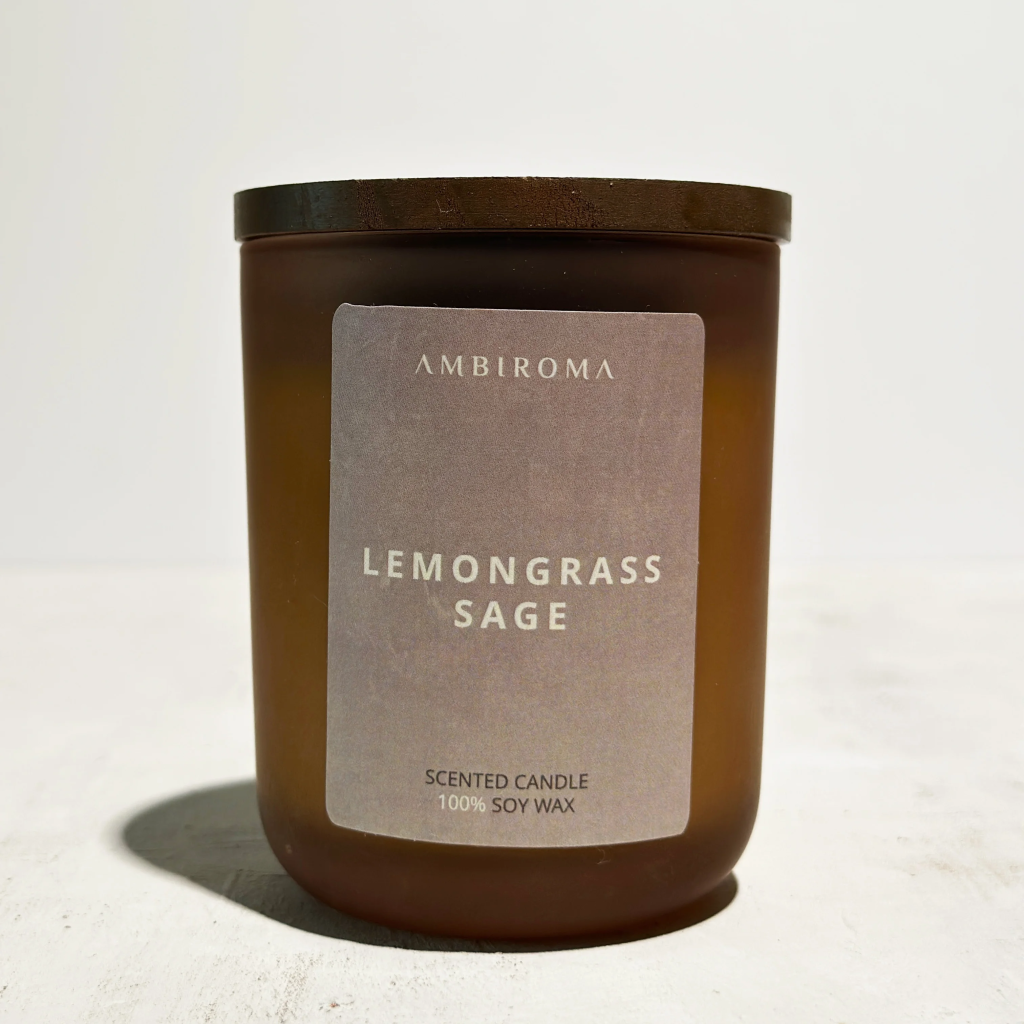 AMBIROMA
LEMONGRASS
SAGE
SCENTED CANDLE
100% SOY WAX